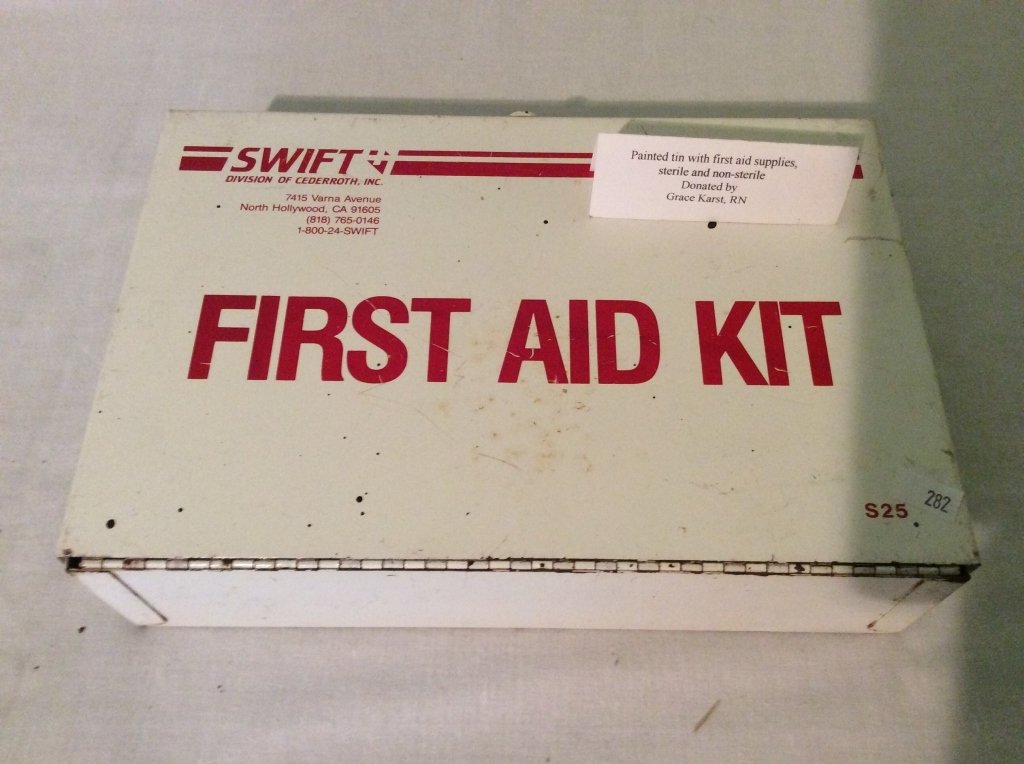 SWIFT
DIVISION OF CEDERROTH, INC.
7415 Varna Avenue
North Hollywood, CA 91605
(818) 765-0146
1-800-24-SWIFT
Painted tin with first aid supplies,
sterile and non-sterile
Donated by
Grace Karst, RN
FIRST AID KIT
S25
282